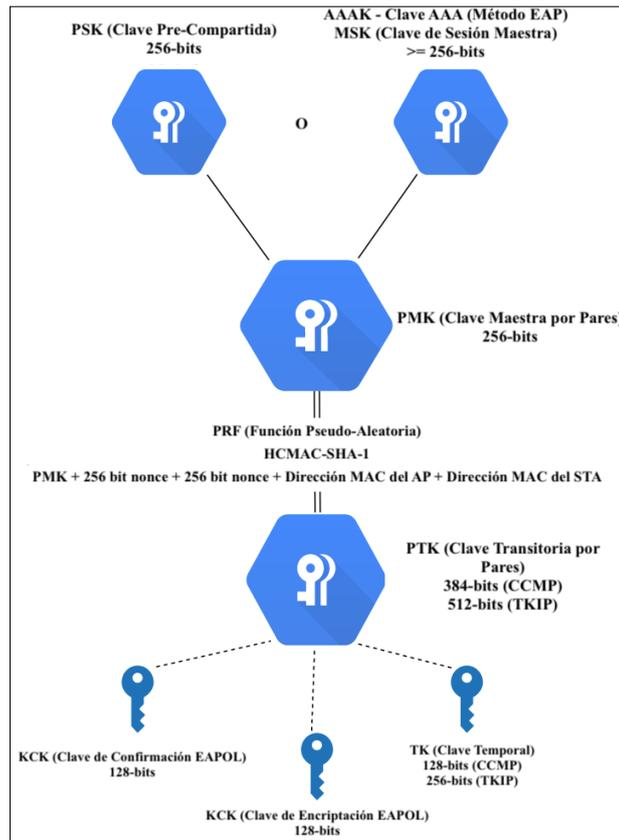 PSK (Clave Pre-Compartida)
256-bits
AAAK - Clave AAA (Método EAP)
MSK (Clave de Sesión Maestra)
>= 256-bits
O
PMK (Clave Maestra por Pares)
256-bits
PRF (Función Pseudo-Aleatoria)
HCMAC-SHA-1
PMK + 256 bit nonce + 256 bit nonce + Dirección MAC del AP + Dirección MAC del STA
PTK (Clave Transitoria por
Pares)
384-bits (CCMP)
512-bits (TKIP)
KCK (Clave de Confirmación EAPOL)
128-bits
KCK (Clave de Encriptación EAPOL)
128-bits
TK (Clave Temporal)
128-bits (CCMP)
256-bits (TKIP)